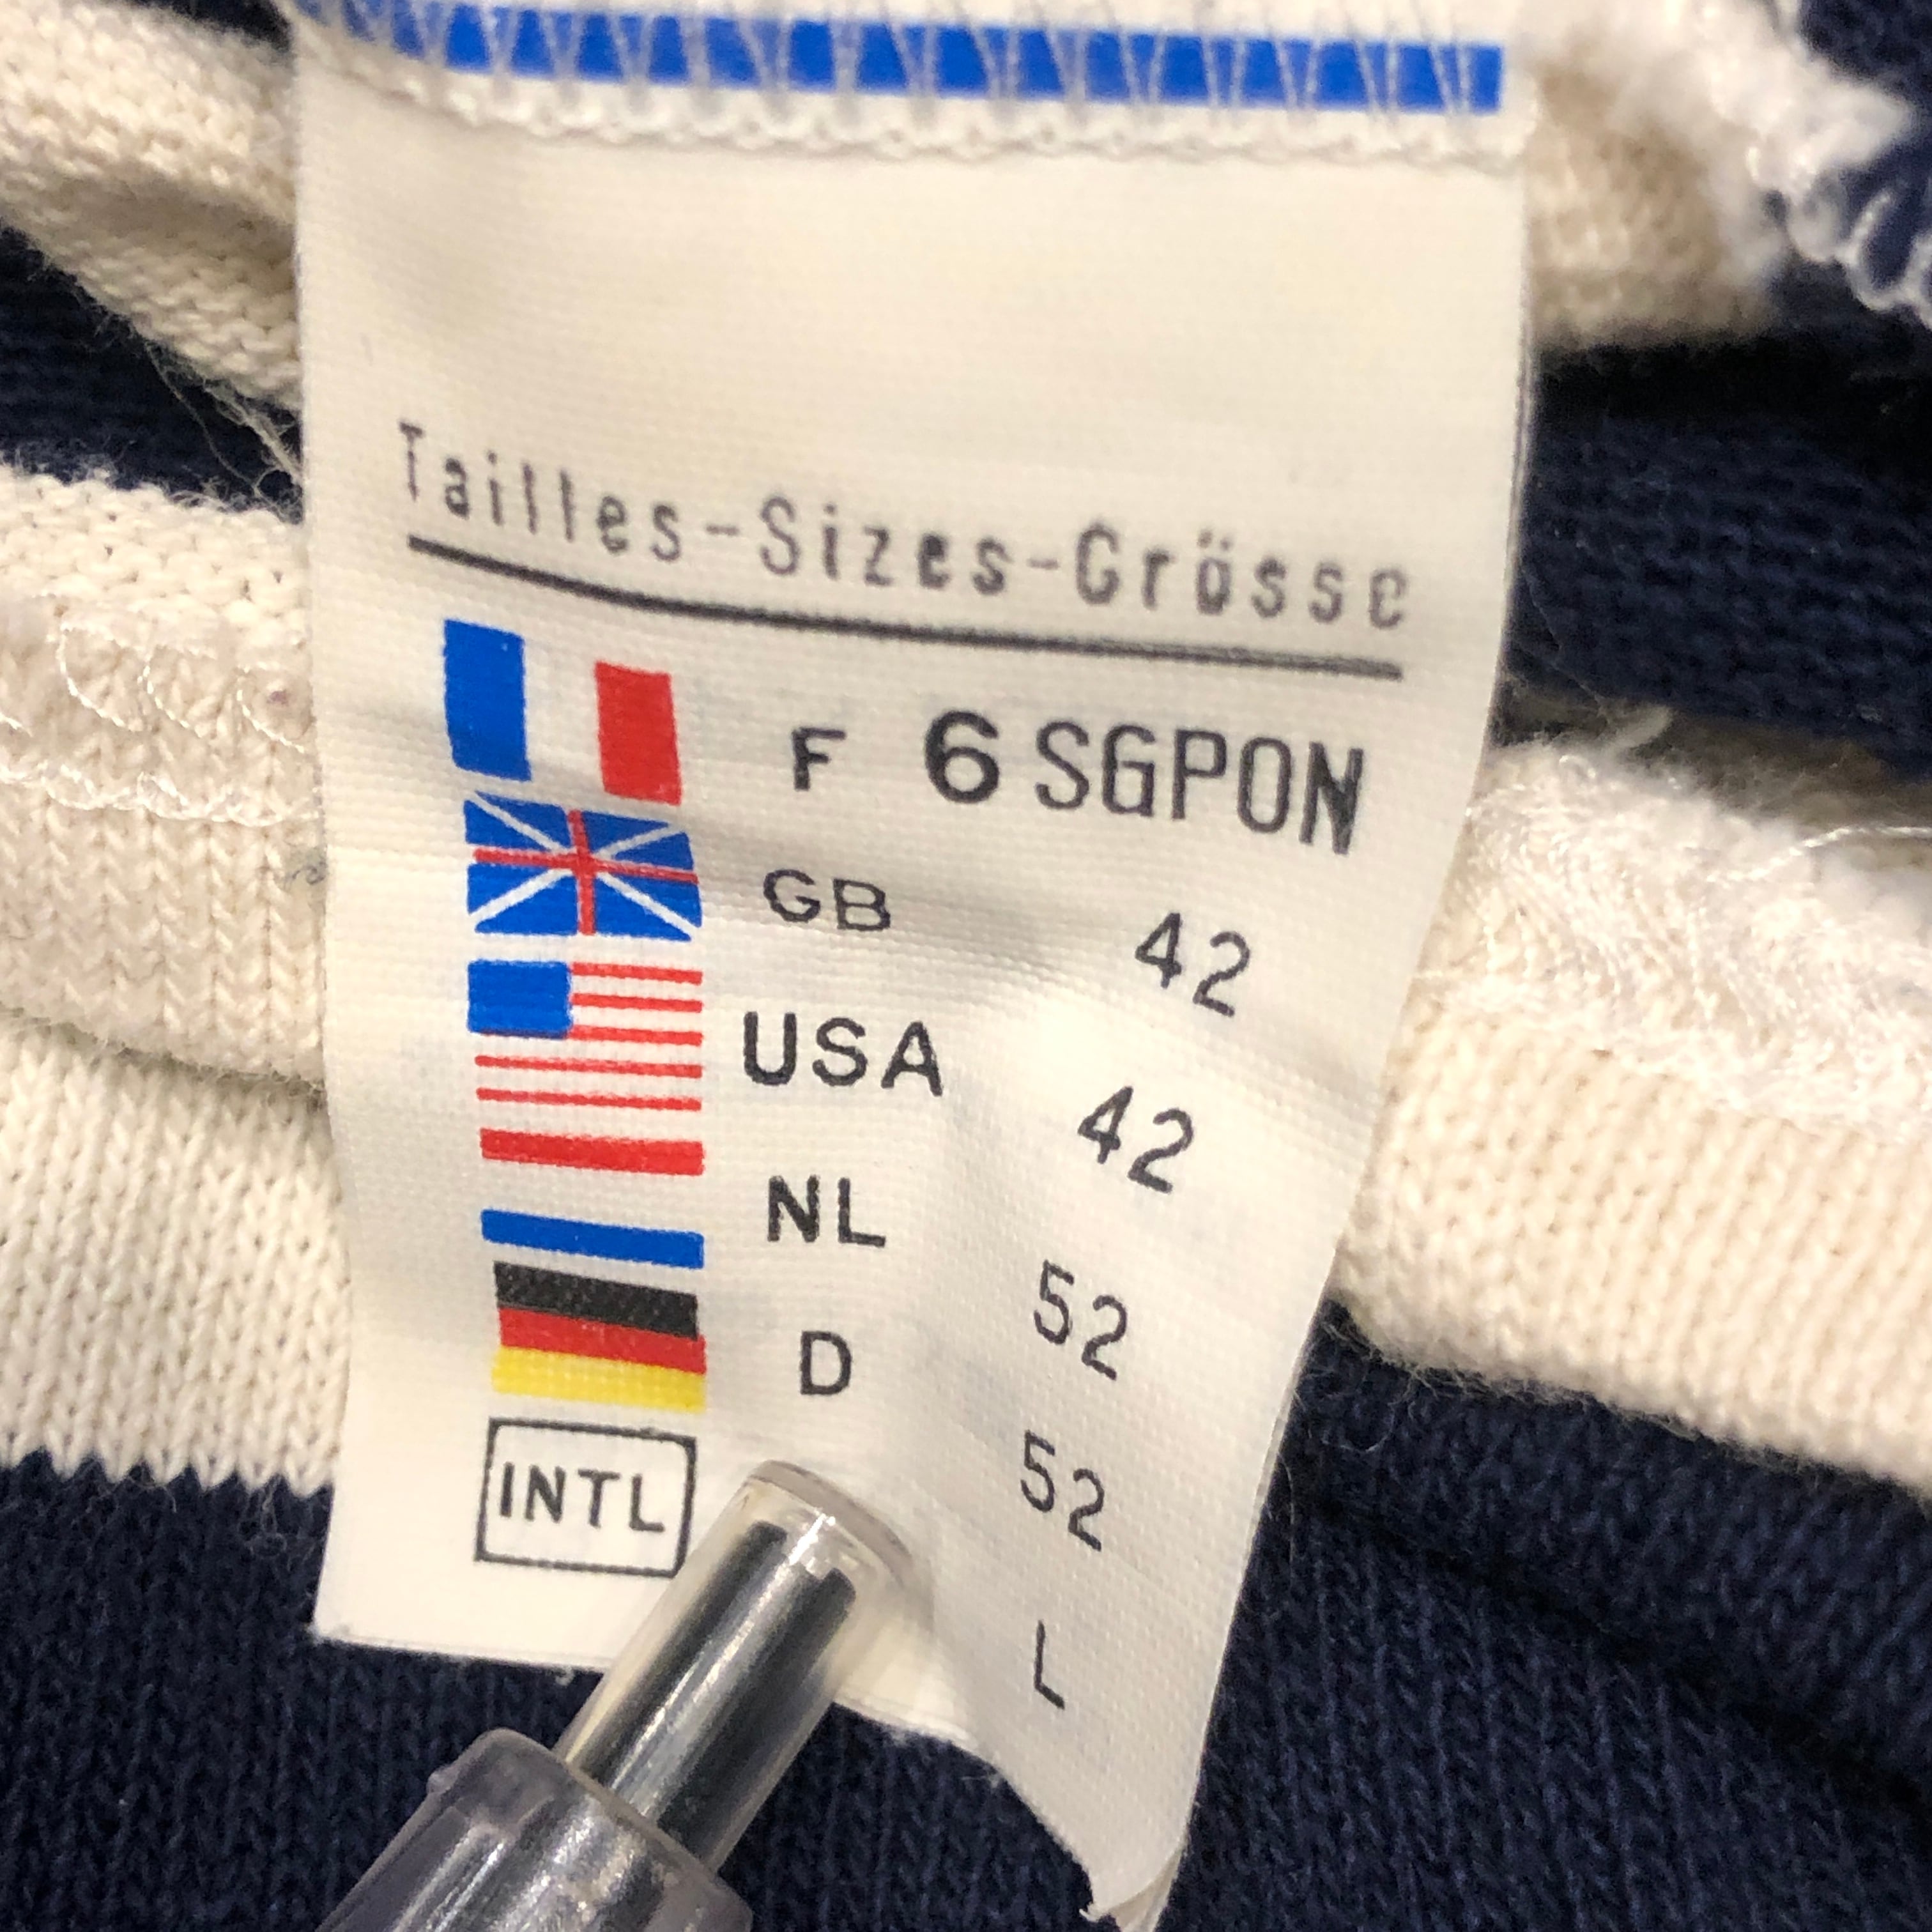 Tailles-Sizes-Grösse
F 6 SGPON
GB 42
USA 42
NL 52
D 52
INTL L